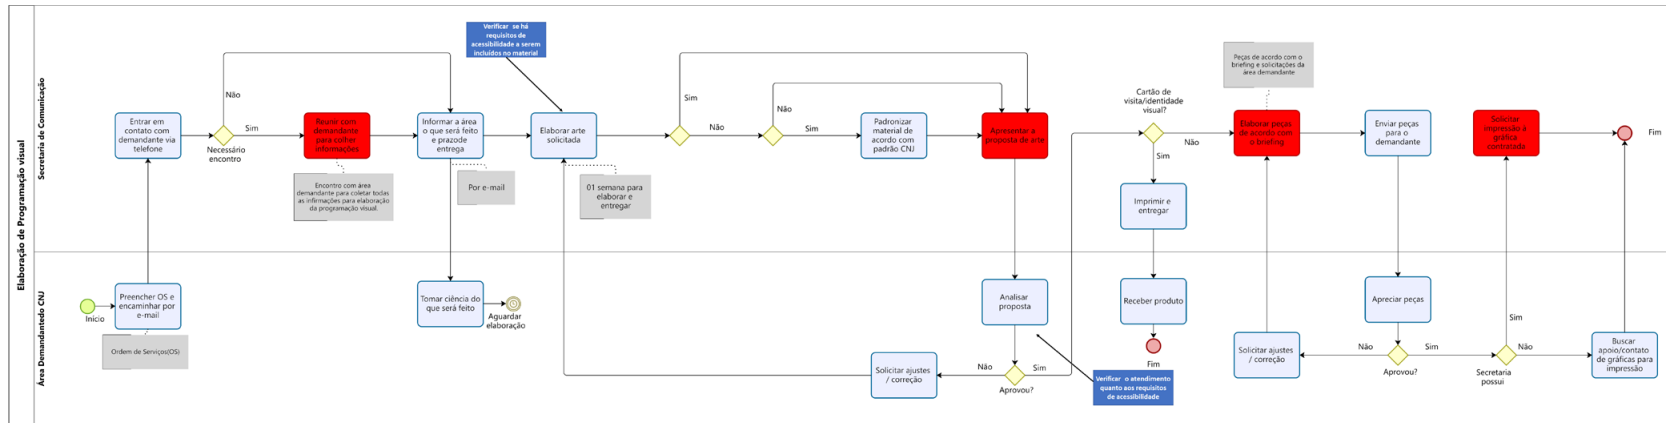 Elaboração de Programação visual
Secretaria de Comunicação
Verificar se há
requisitos de
acessibilidade a serem
incluídos no material
Entrar em
contato com
demandante via
telefone
Não
Sim
Necessário
encontro
Reunir com
demandante
para colher
informações
Encontro com área
demandante para coletar todas
as infirmações para elaboração
da programação visual.
Informar a área
o que será feito
e prazode
entrega
Por e-mail
Elaborar arte
solicitada
01 semana para
elaborar e
entregar
Sim
Não
Não
Sim
Padronizar
material de
acordo com
padrão CNJ
Apresentar a
proposta da arte
Cartão de
visita/identidade
visual?
Não
Sim
Imprimir e
entregar
Peças de acordo com o
briefing e solicitações da
área demandante
Elaborar peças
de acordo com
o briefing
Enviar peças
para o
demandante
Solicitar
impressão à
gráfica
contratada
Fim
Área Demandantedo CNJ
Inicio
Preencher OS e
encaminhar por
e-mail
Ordem de Serviços(OS)
Tomar ciência do
que será feito
Aguardar
elaboração
Solicitar ajustes
/ correção
Analisar
proposta
Não
Sim
Aprovou?
Verificar o atendimento
quanto aos requisitos
de acessibilidade
Receber produto
Fim
Solicitar ajustes
/ correção
Apreciar peças
Não
Sim
Aprovou?
Sim
Não
Secretaria
possui
Buscar
apoio/contato
de gráficas para
impressão